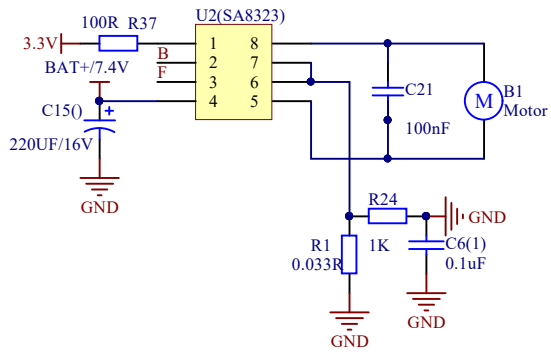 U2(SA8323)
100R R37
3.3V
1 8
B
2 7
F
3 6
4 5
BAT+/7.4V
C15()
+
220UF/16V
GND
C21
100nF
M
B1
Motor
R24
1K
GND
R1
0.033R
C6(1)
0.1uF
GND
GND